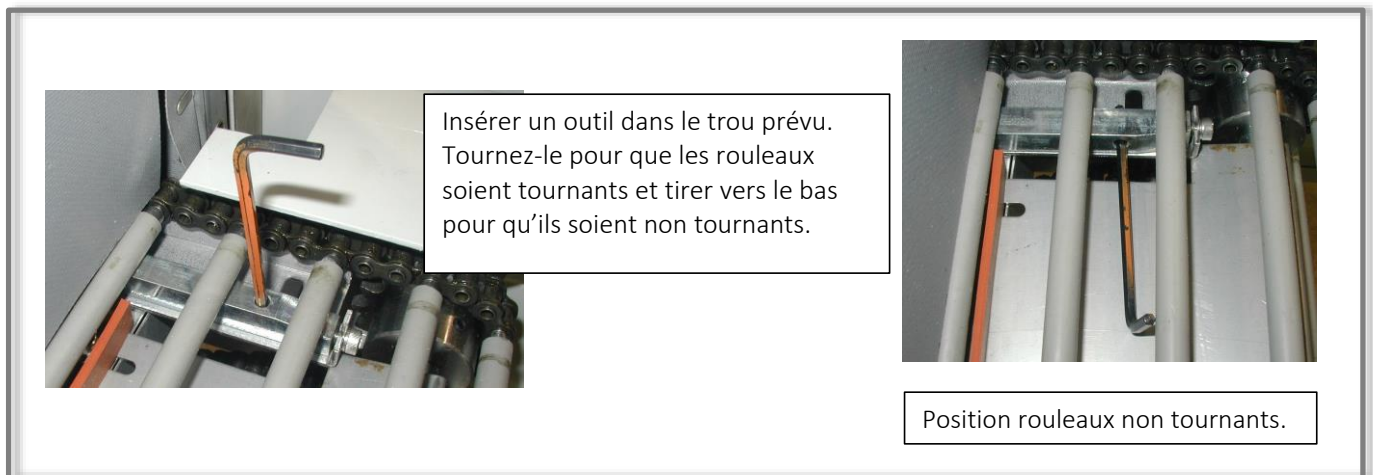 Insérer un outil dans le trou prévu.
Tournez-le pour que les rouleaux
soient tournants et tirer vers le bas
pour qu’ils soient non tournants.
Position rouleaux non tournants.